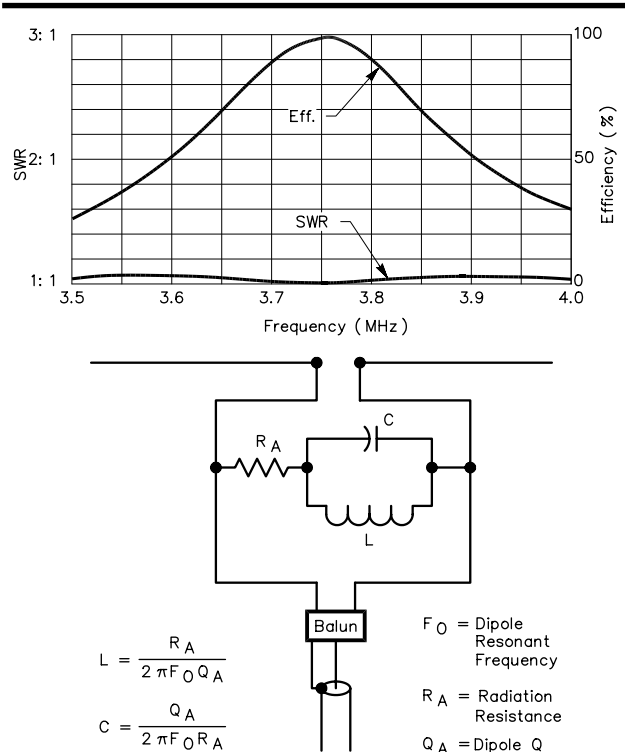 3: 1
100
Eff.
SWR
2: 1
50
Efficiency (%)
SWR
1: 1
0
3.5 3.6 3.7 3.8 3.9 4.0
Frequency (MHz)
C
R A
L
Balun
L = R A / 2 π F O Q A
C = Q A / 2 π F O R A
F O = Dipole
Resonant
Frequency
R A = Radiation
Resistance
Q A = Dipole Q